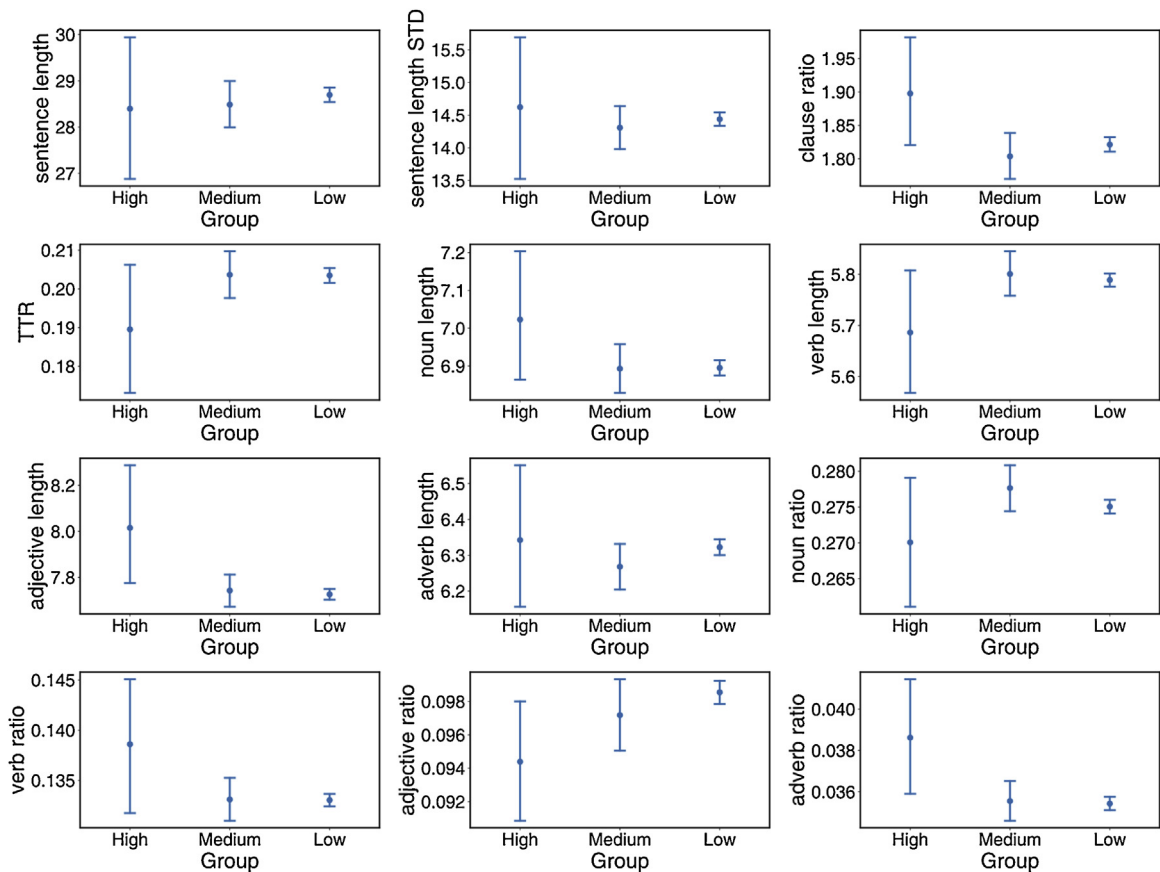 sentence length
30
29
28
27
High Medium Low
Group
sentence length STD
15.5
15.0
14.5
14.0
13.5
High Medium Low
Group
clause ratio
1.95
1.90
1.85
1.80
High Medium Low
Group
TTR
0.21
0.20
0.19
0.18
High Medium Low
Group
noun length
7.2
7.1
7.0
6.9
High Medium Low
Group
verb length
5.8
5.7
5.6
High Medium Low
Group
adjective length
8.2
8.0
7.8
High Medium Low
Group
adverb length
6.5
6.4
6.3
6.2
High Medium Low
Group
noun ratio
0.280
0.275
0.270
0.265
High Medium Low
Group
verb ratio
0.145
0.140
0.135
High Medium Low
Group
adjective ratio
0.098
0.096
0.094
0.092
High Medium Low
Group
adverb ratio
0.040
0.038
0.036
High Medium Low
Group